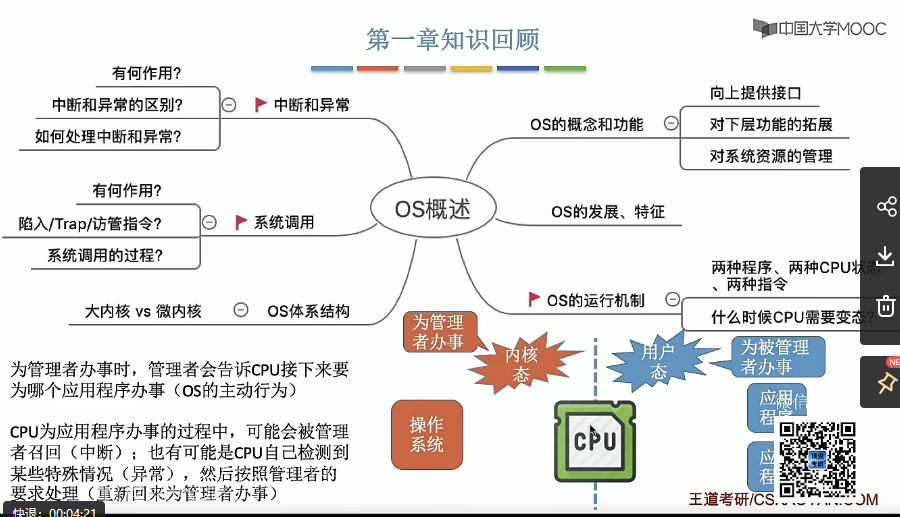 第一章知识回顾
中国大学MOOC
有何作用?
中断和异常的区别?
如何处理中断和异常?
中断和异常
有何作用?
陷入/Trap/访管指令?
系统调用的过程?
系统调用
大内核 vs 微内核
OS体系结构
OS概述
OS的概念和功能
向上提供接口
对下层功能的拓展
对系统资源的管理
OS的发展、特征
OS的运行机制
两种程序、两种CPU状态
、两种指令
什么时候CPU需要变态?
为管理
者办事
内核
态
用户
态
为被管理
者办事
操作
系统
CPU
应用
程序
微信
应
程
为管理者办事时，管理者会告诉CPU接下来要
为哪个应用程序办事（OS的主动行为）
CPU为应用程序办事的过程中，可能会被管理
者召回（中断）；也有可能是CPU自己检测到
某些特殊情况（异常），然后按照管理者的
要求处理（重新回来为管理者办事）
王道考研/CSKAOYAN.COM
快退：00:04:21
NE